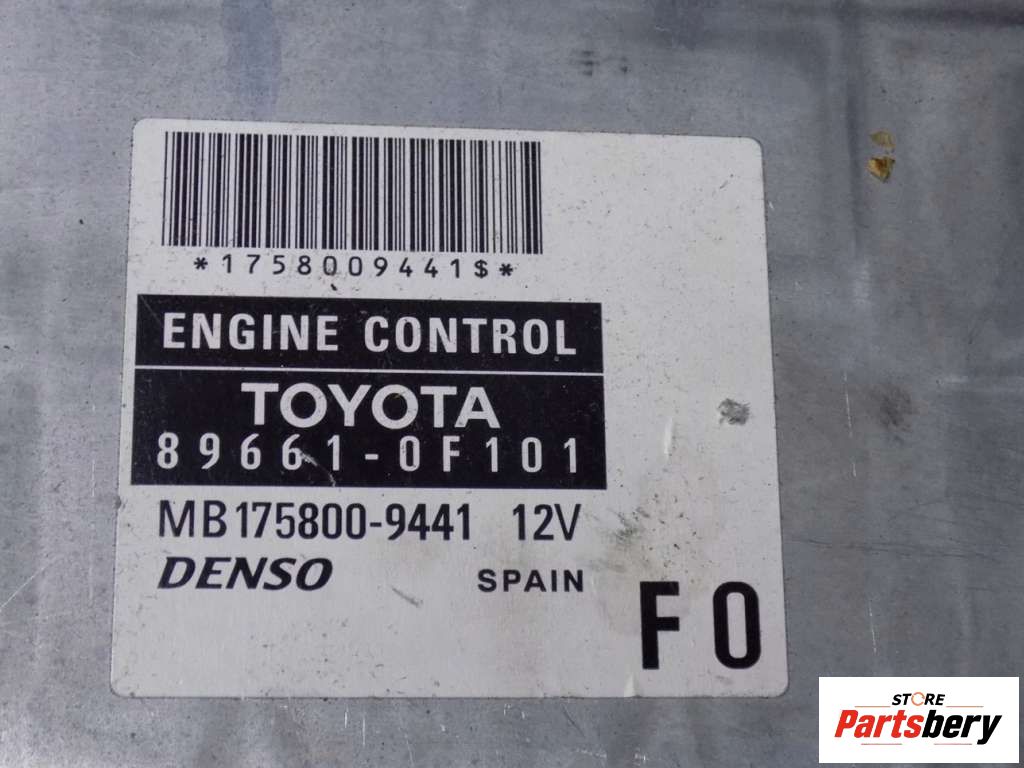 *1758009441$*
ENGINE CONTROL
TOYOTA
89661-0F101
MB175800-9441 12V
DENSO SPAIN
F0
STORE
Partsbery